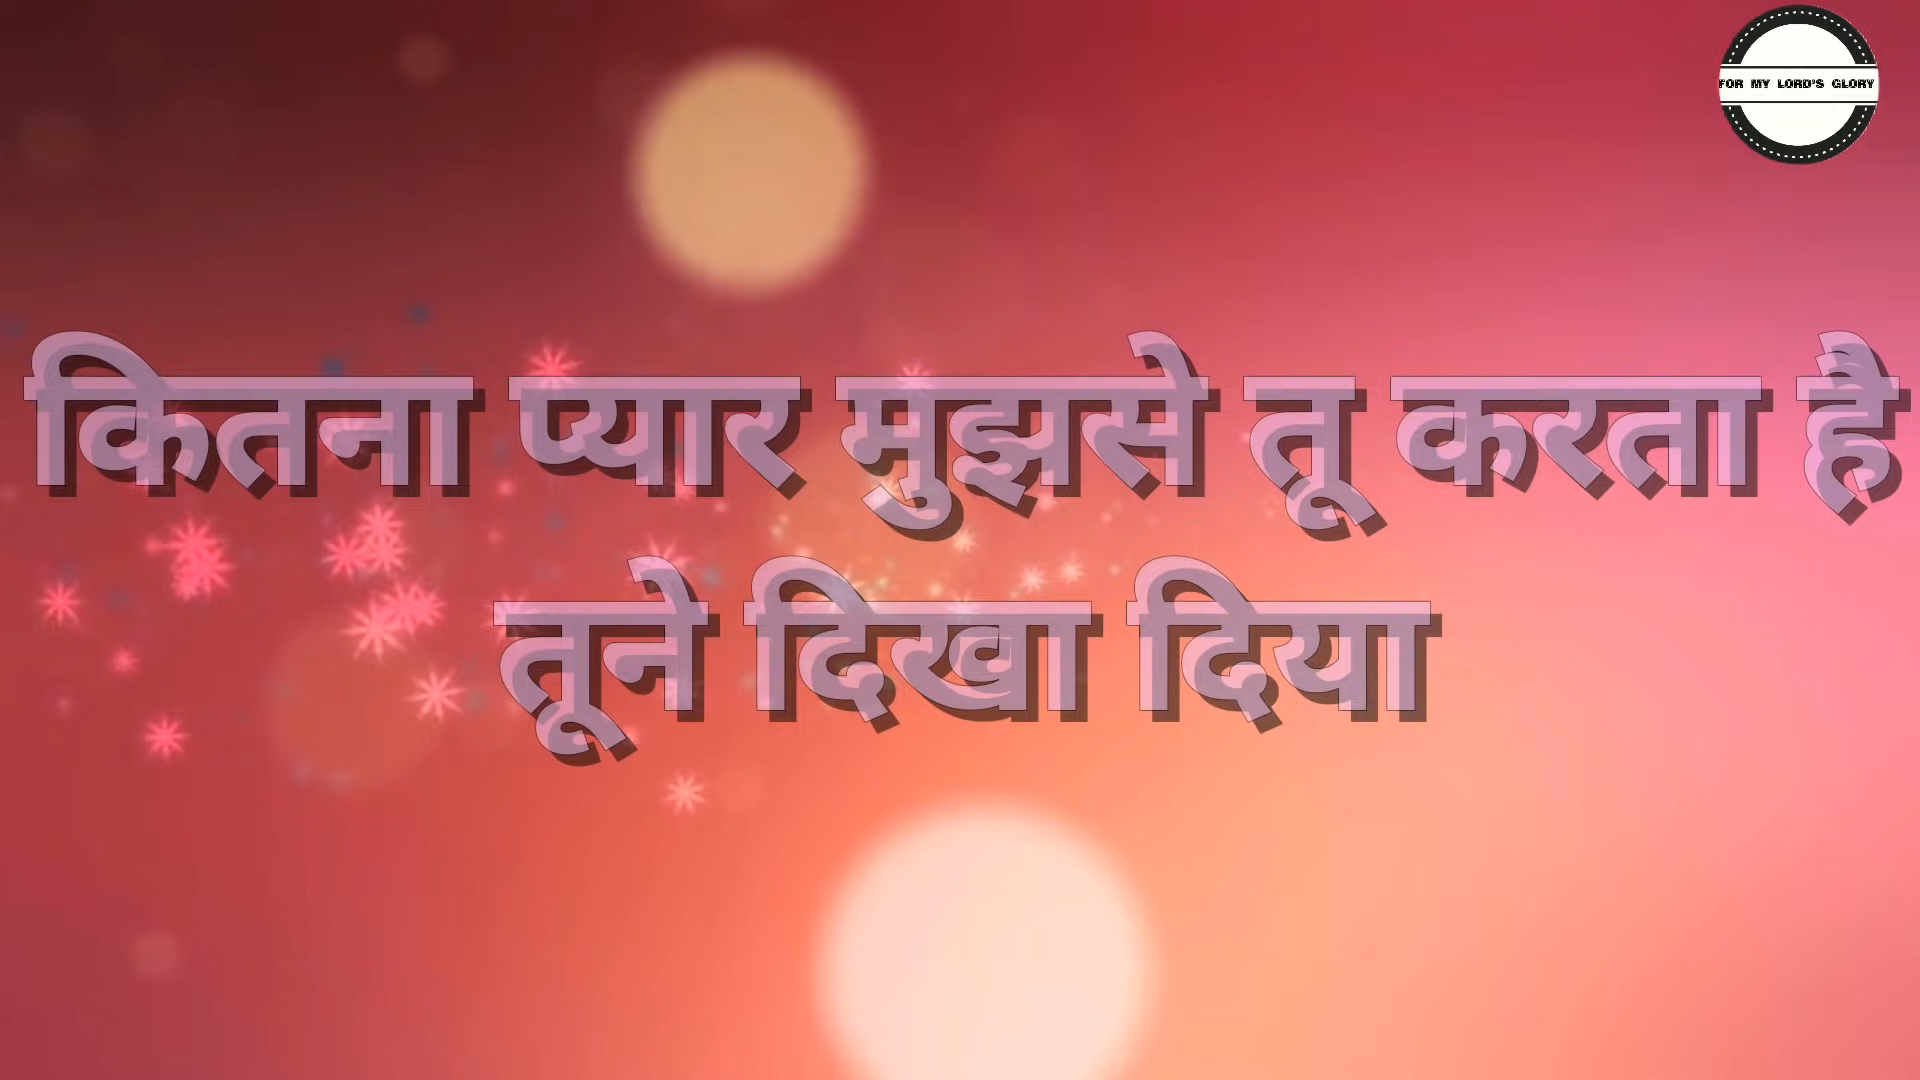 FOR MY LORD'S GLORY
कितना प्यार मुझसे तू करता है
तूने दिखा दिया